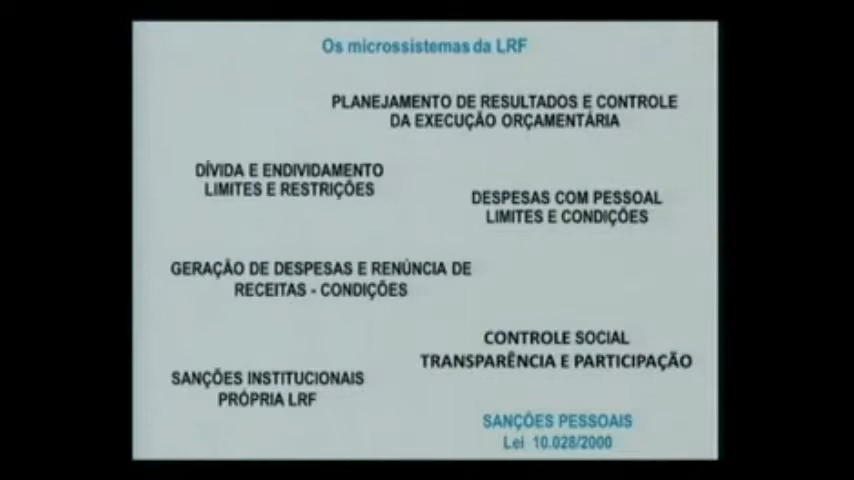 Os microssistemas da LRF
PLANEJAMENTO DE RESULTADOS E CONTROLE
DA EXECUÇÃO ORÇAMENTÁRIA
DÍVIDA E ENDIVIDAMENTO
LIMITES E RESTRIÇÕES
DESPESAS COM PESSOAL
LIMITES E CONDIÇÕES
GERAÇÃO DE DESPESAS E RENÚNCIA DE
RECEITAS - CONDIÇÕES
CONTROLE SOCIAL
TRANSPARÊNCIA E PARTICIPAÇÃO
SANÇÕES INSTITUCIONAIS
PRÓPRIA LRF
SANÇÕES PESSOAIS
Lei 10.028/2000